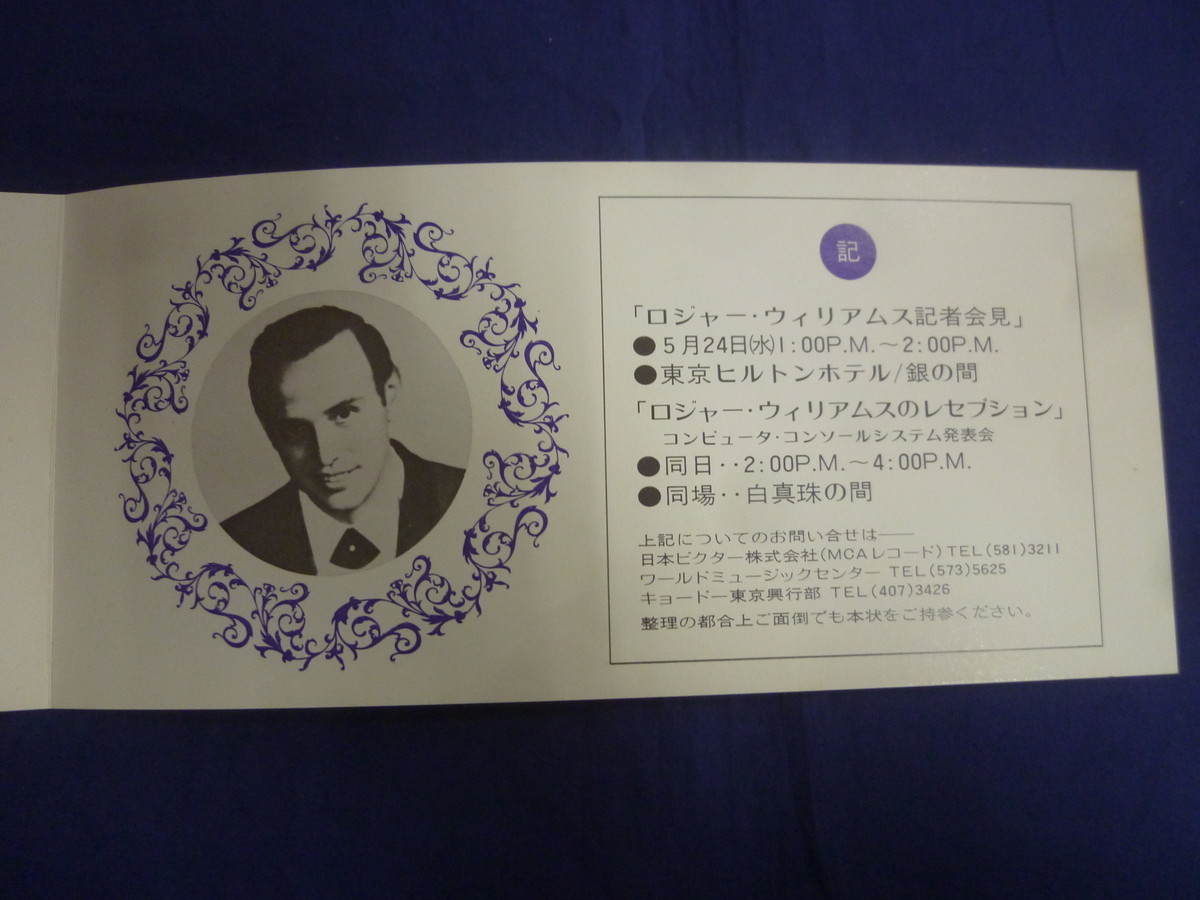 記
「ロジャー・ウィリアムス記者会見」
●5月24日㈬1:00P.M.～2:00P.M.
●東京ヒルトンホテル/銀の間
「ロジャー・ウィリアムスのレセプション」
コンピュータ・コンソールシステム発表会
●同日‥2:00P.M.～4:00P.M.
●同場‥白真珠の間
上記についてのお問い合せは――
日本ビクター株式会社(MCAレコード)TEL(581)3211
ワールドミュージックセンター TEL(573)5625
キョードー東京興行部 TEL(407)3426
整理の都合上ご面倒でも本状をご持参ください。